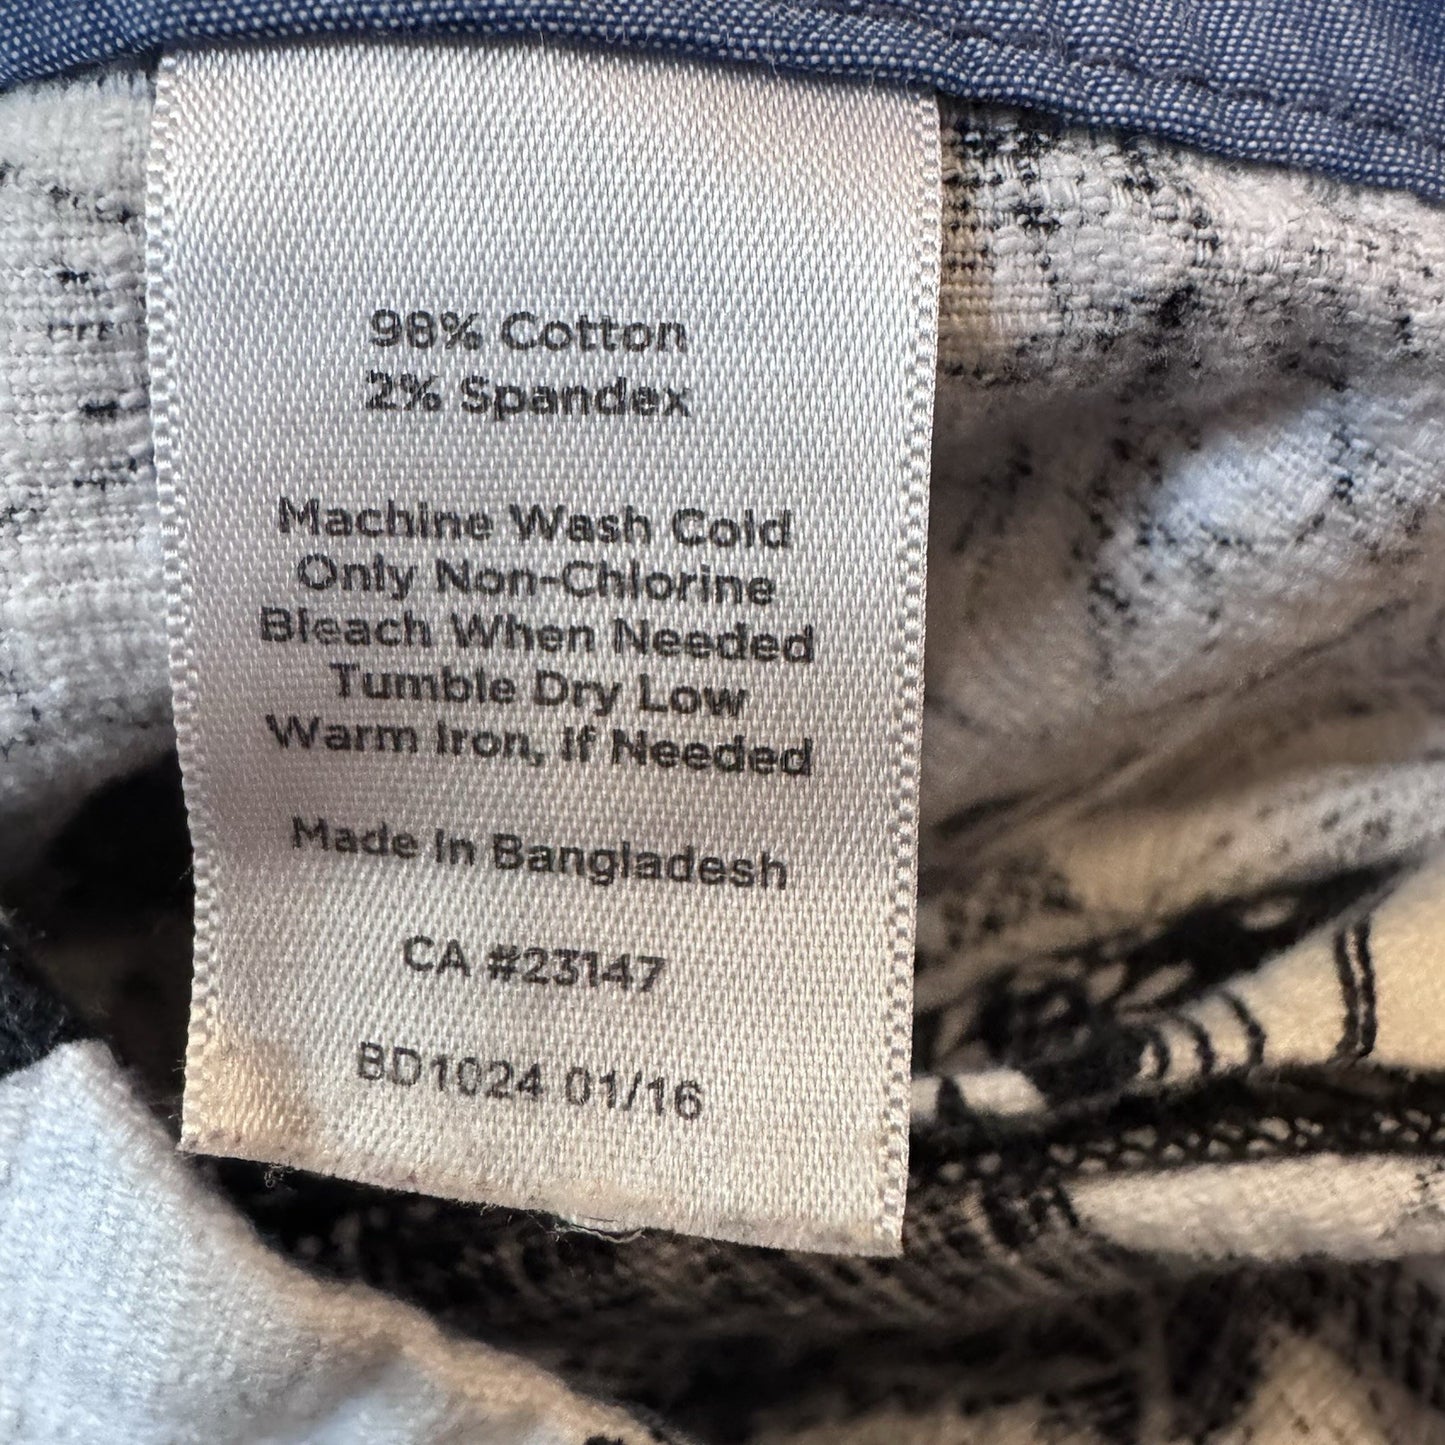 98% Cotton
2% Spandex
Machine Wash Cold
Only Non-Chlorine
Bleach When Needed
Tumble Dry Low
Warm Iron, If Needed
Made In Bangladesh
CA #23147
BD1024 01/16